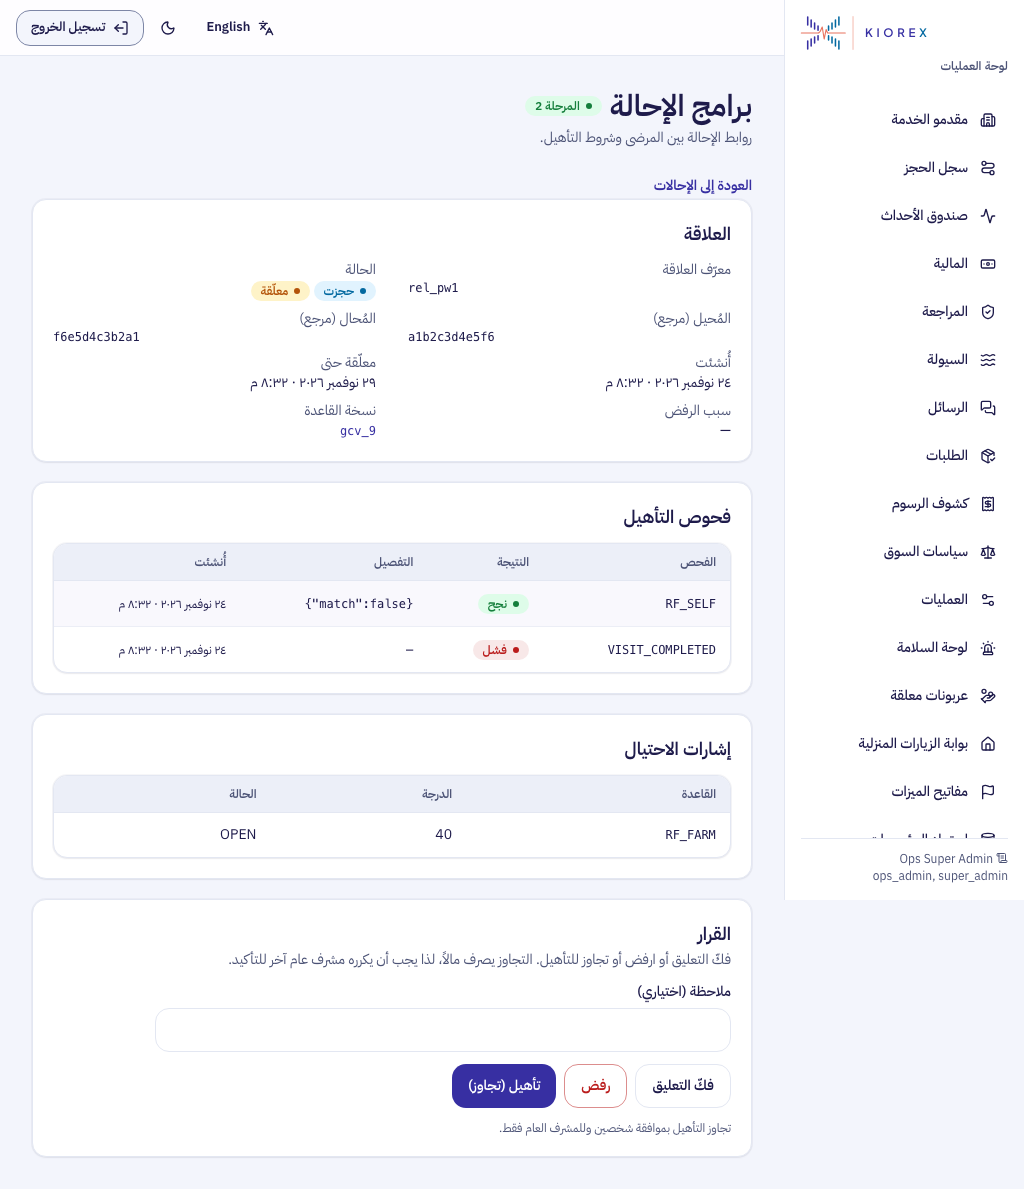 KIOREX
لوحة العمليات
مقدمو الخدمة
سجل الحجز
صندوق الأحداث
المالية
المراجعة
السيولة
الرسائل
الطلبات
كشوف الرسوم
سياسات السوق
العمليات
لوحة السلامة
عربونات معلقة
بوابة الزيارات المنزلية
مفاتيح الميزات
Ops Super Admin
ops_admin, super_admin
English
تسجيل الخروج
برامج الإحالة
المرحلة 2
روابط الإحالة بين المرضى وشروط التأهيل.
العودة إلى الإحالات
العلاقة
معرّف العلاقة
rel_pw1
الحالة
حجزت
معلّقة
المُحيل (مرجع)
a1b2c3d4e5f6
المُحال (مرجع)
f6e5d4c3b2a1
أُنشئت
٢٤ نوفمبر ٢٠٢٦ · ٨:٣٢ م
معلّقة حتى
٢٩ نوفمبر ٢٠٢٦ · ٨:٣٢ م
سبب الرفض
—
نسخة القاعدة
gcv_9
فحوص التأهيل
الفحص النتيجة التفصيل أُنشئت
RF_SELF نجح {"match":false} ٢٤ نوفمبر ٢٠٢٦ · ٨:٣٢ م
VISIT_COMPLETED فشل — ٢٤ نوفمبر ٢٠٢٦ · ٨:٣٢ م
إشارات الاحتيال
القاعدة الدرجة الحالة
RF_FARM 40 OPEN
القرار
فكّ التعليق أو ارفض أو تجاوز للتأهيل. التجاوز يصرف مالاً، لذا يجب أن يكرره مشرف عام آخر للتأكيد.
ملاحظة (اختياري)
فكّ التعليق
رفض
تأهيل (تجاوز)
تجاوز التأهيل بموافقة شخصين وللمشرف العام فقط.